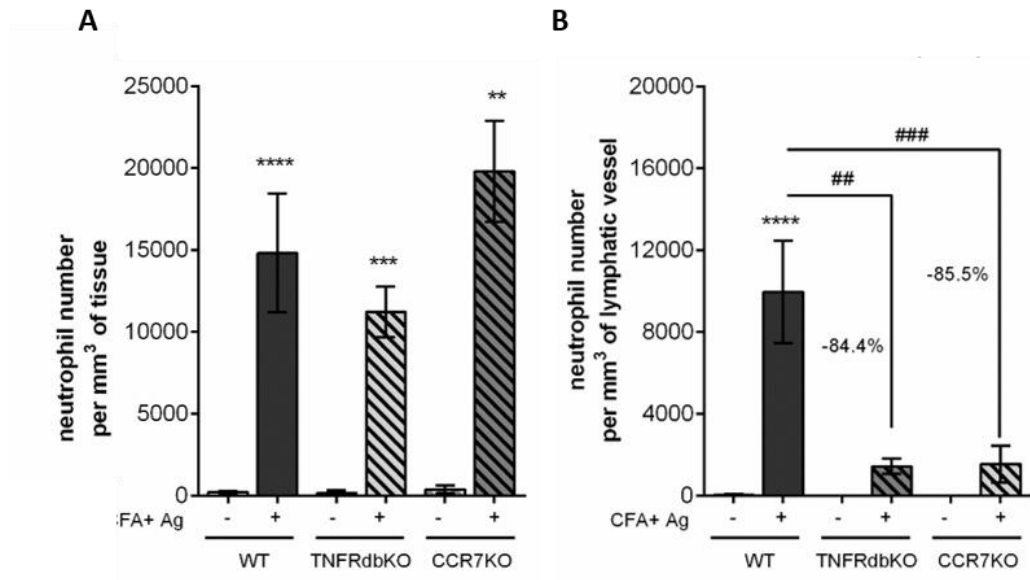 A
neutrophil number
per mm³ of tissue
25000
20000
15000
10000
5000
0
****
***
**
FA+ Ag
- + - + - +
WT TNFRdbKO CCR7KO
B
neutrophil number
per mm³ of lymphatic vessel
20000
16000
12000
8000
4000
0
###
##
****
-85.5%
-84.4%
CFA+ Ag
- + - + - +
WT TNFRdbKO CCR7KO